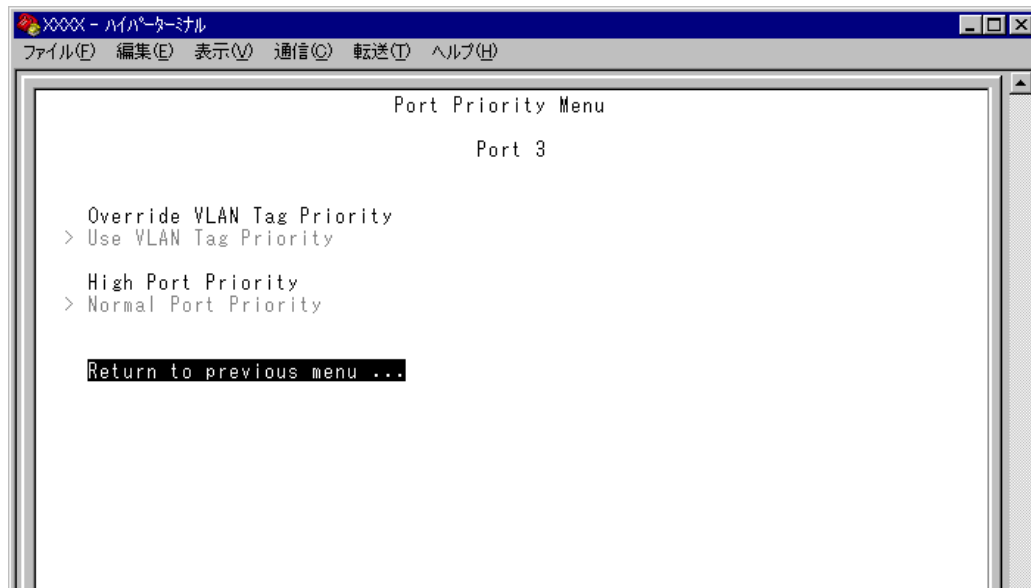 XXXX - ﾊｲﾊﾟｰﾀｰﾐﾅﾙ
ファイル(F) 編集(E) 表示(V) 通信(C) 転送(T) ヘルプ(H)
Port Priority Menu
Port 3
Override VLAN Tag Priority
> Use VLAN Tag Priority
High Port Priority
> Normal Port Priority
Return to previous menu ...